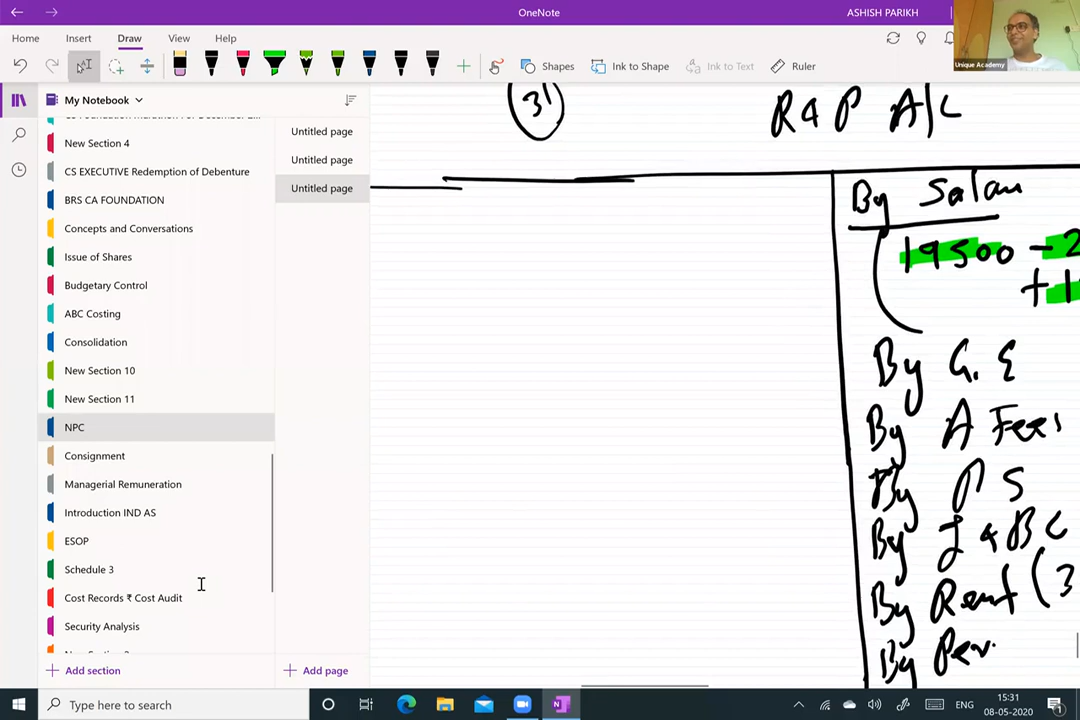 OneNote
ASHISH PARIKH
Unique Academy
Home Insert Draw View Help
Shapes Ink to Shape Ink to Text Ruler
My Notebook
New Section 4
CS EXECUTIVE Redemption of Debenture
BRS CA FOUNDATION
Concepts and Conversations
Issue of Shares
Budgetary Control
ABC Costing
Consolidation
New Section 10
New Section 11
NPC
Consignment
Managerial Remuneration
Introduction IND AS
ESOP
Schedule 3
Cost Records ₹ Cost Audit
Security Analysis
Add section
Untitled page
Untitled page
Untitled page
Add page
31
R & P A/C
By Salary
19500 - 2
+ 1
By G. E
By A Fees
By P S
By L & B C
By Rent (3
By Per.
Type here to search
ENG
15:31
08-05-2020
1